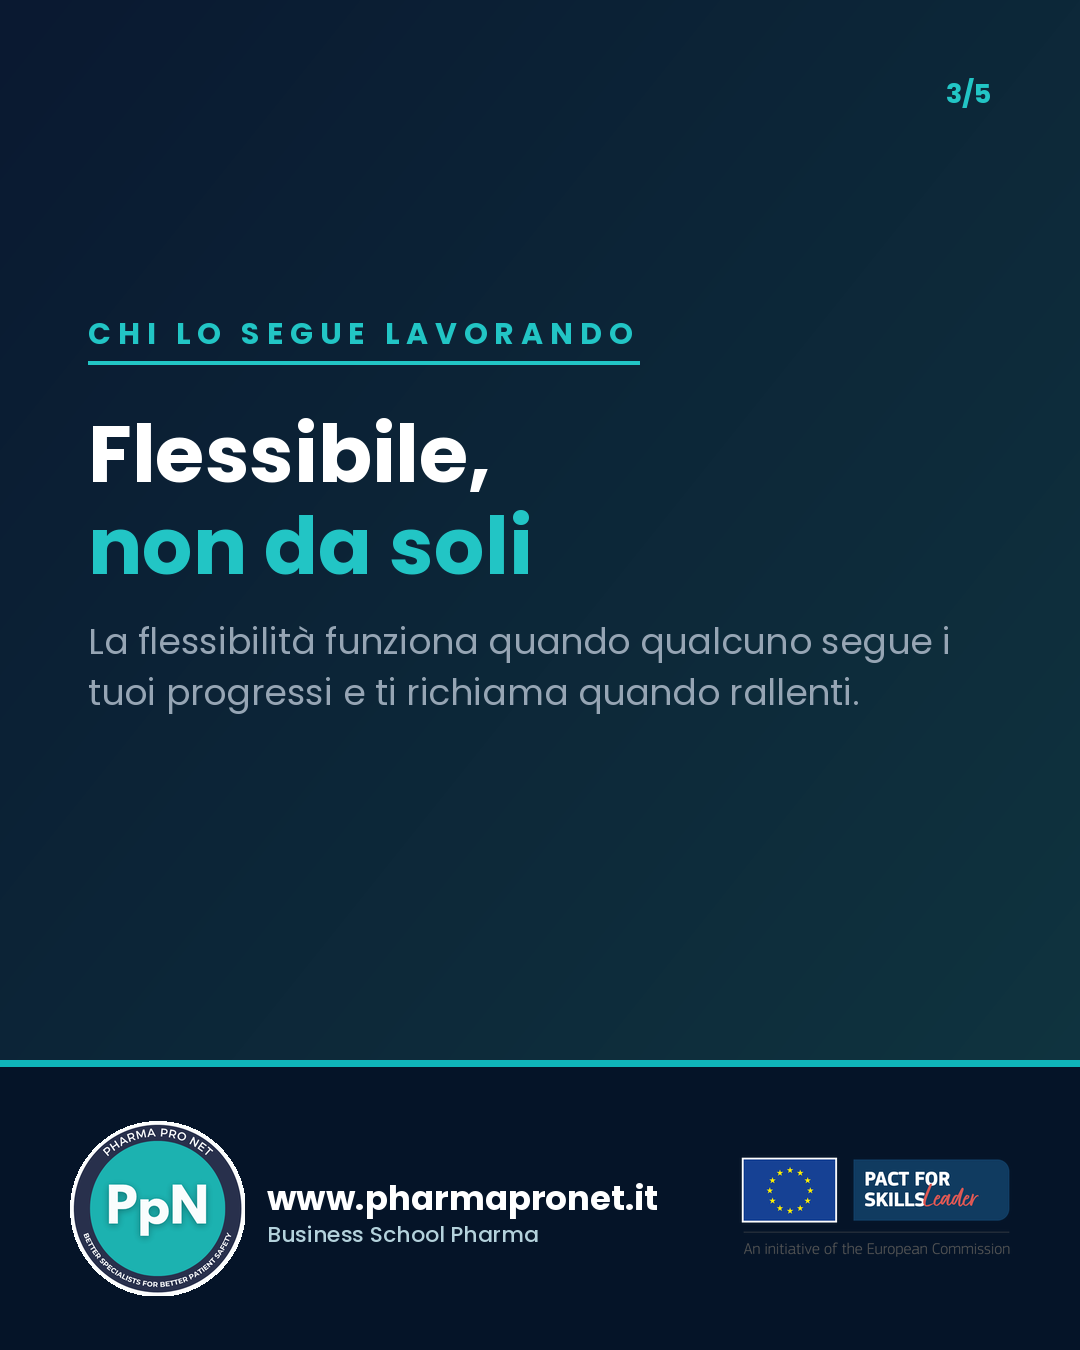 3/5
CHI LO SEGUE LAVORANDO
Flessibile,
non da soli
La flessibilità funziona quando qualcuno segue i
tuoi progressi e ti richiama quando rallenti.
PHARMA PRO NET
PpN
BETTER SPECIALISTS FOR BETTER PATIENT SAFETY
www.pharmapronet.it
Business School Pharma
PACT FOR
SKILLS Leader
An initiative of the European Commission